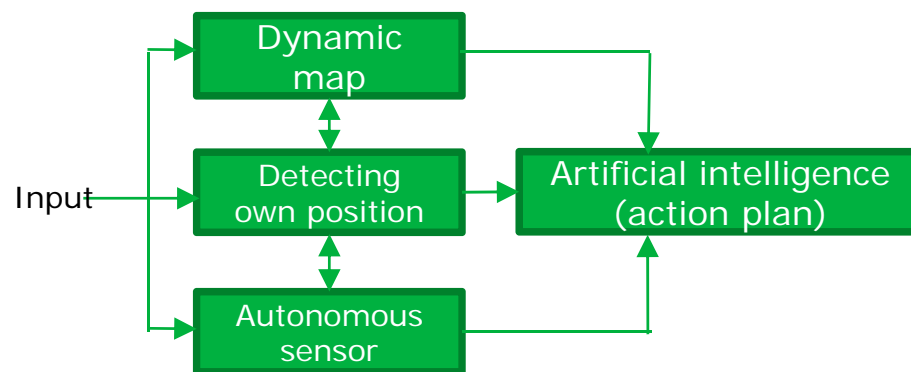 Dynamic
map
Input
Detecting
own position
Artificial intelligence
(action plan)
Autonomous
sensor